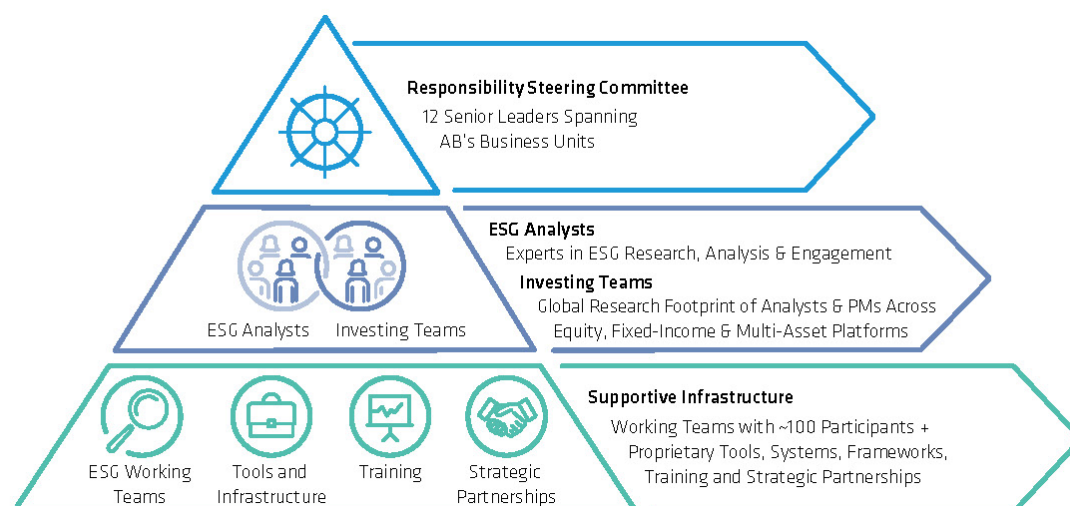 Responsibility Steering Committee
12 Senior Leaders Spanning
AB's Business Units
ESG Analysts
Experts in ESG Research, Analysis & Engagement
Investing Teams
Global Research Footprint of Analysts & PMs Across
Equity, Fixed-Income & Multi-Asset Platforms
ESG Analysts
Investing Teams
Supportive Infrastructure
Working Teams with ~100 Participants +
Proprietary Tools, Systems, Frameworks,
Training and Strategic Partnerships
ESG Working
Teams
Tools and
Infrastructure
Training
Strategic
Partnerships